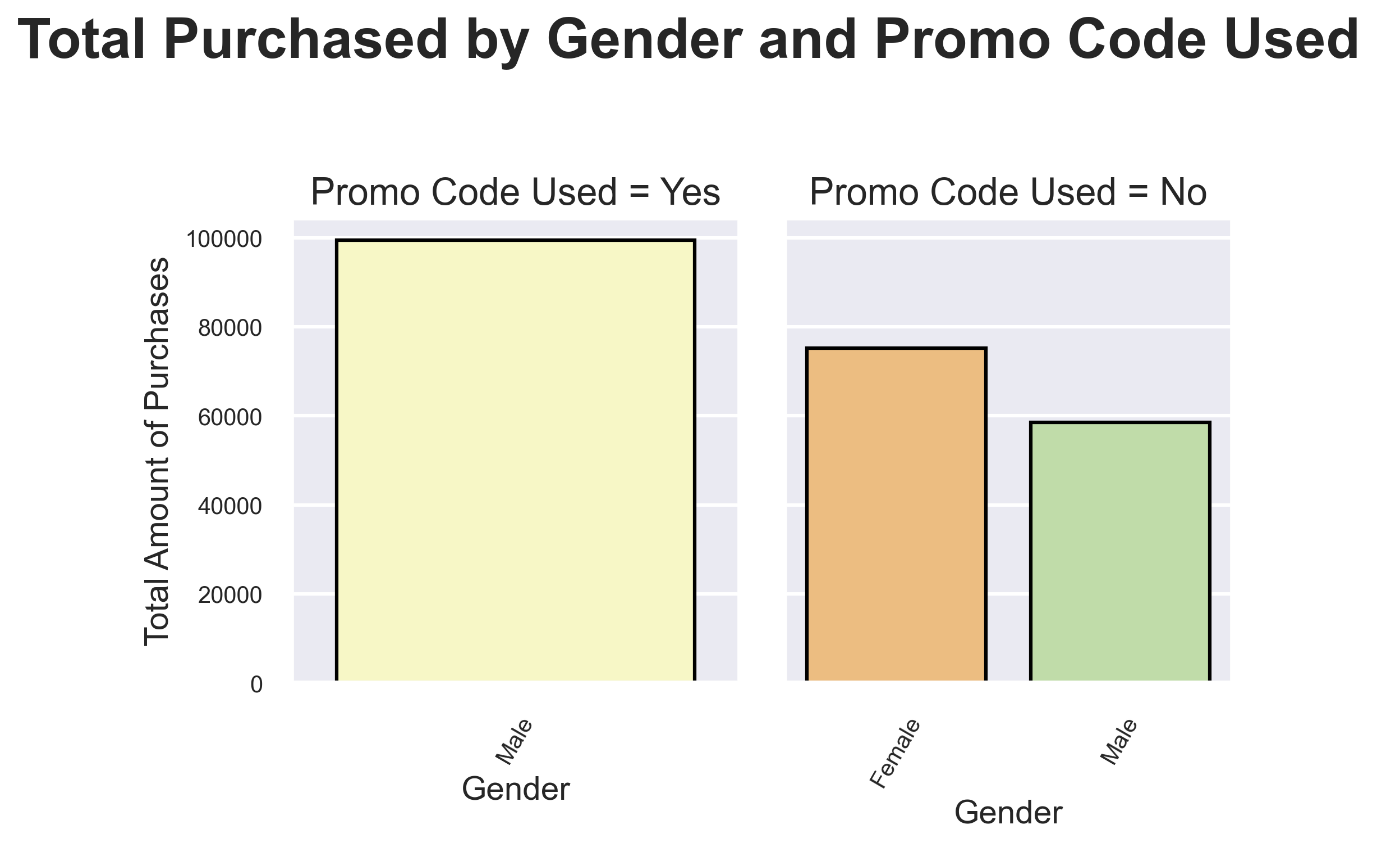 Total Purchased by Gender and Promo Code Used
Promo Code Used = Yes
Promo Code Used = No
Total Amount of Purchases
100000
80000
60000
40000
20000
0
Male
Gender
Female
Male
Gender